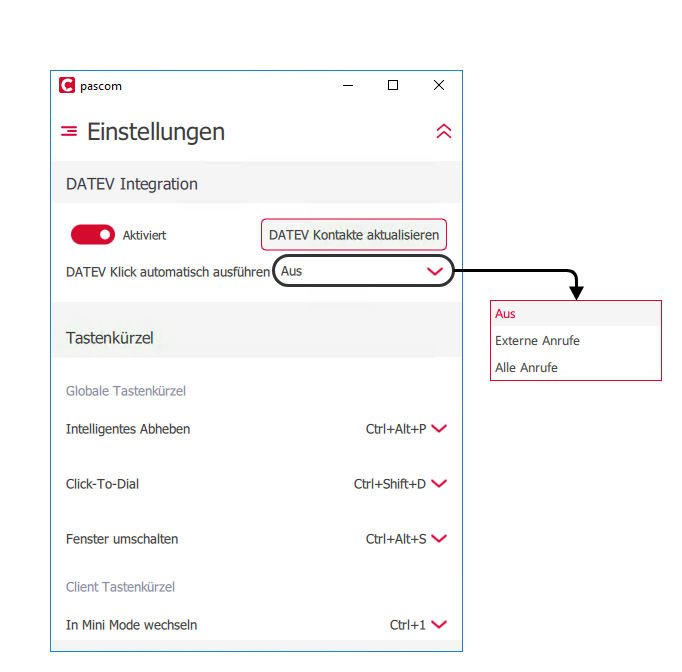 pascom
Einstellungen
DATEV Integration
Aktiviert
DATEV Kontakte aktualisieren
DATEV Klick automatisch ausführen Aus
Aus
Externe Anrufe
Alle Anrufe
Tastenkürzel
Globale Tastenkürzel
Intelligentes Abheben Ctrl+Alt+P
Click-To-Dial Ctrl+Shift+D
Fenster umschalten Ctrl+Alt+S
Client Tastenkürzel
In Mini Mode wechseln Ctrl+1